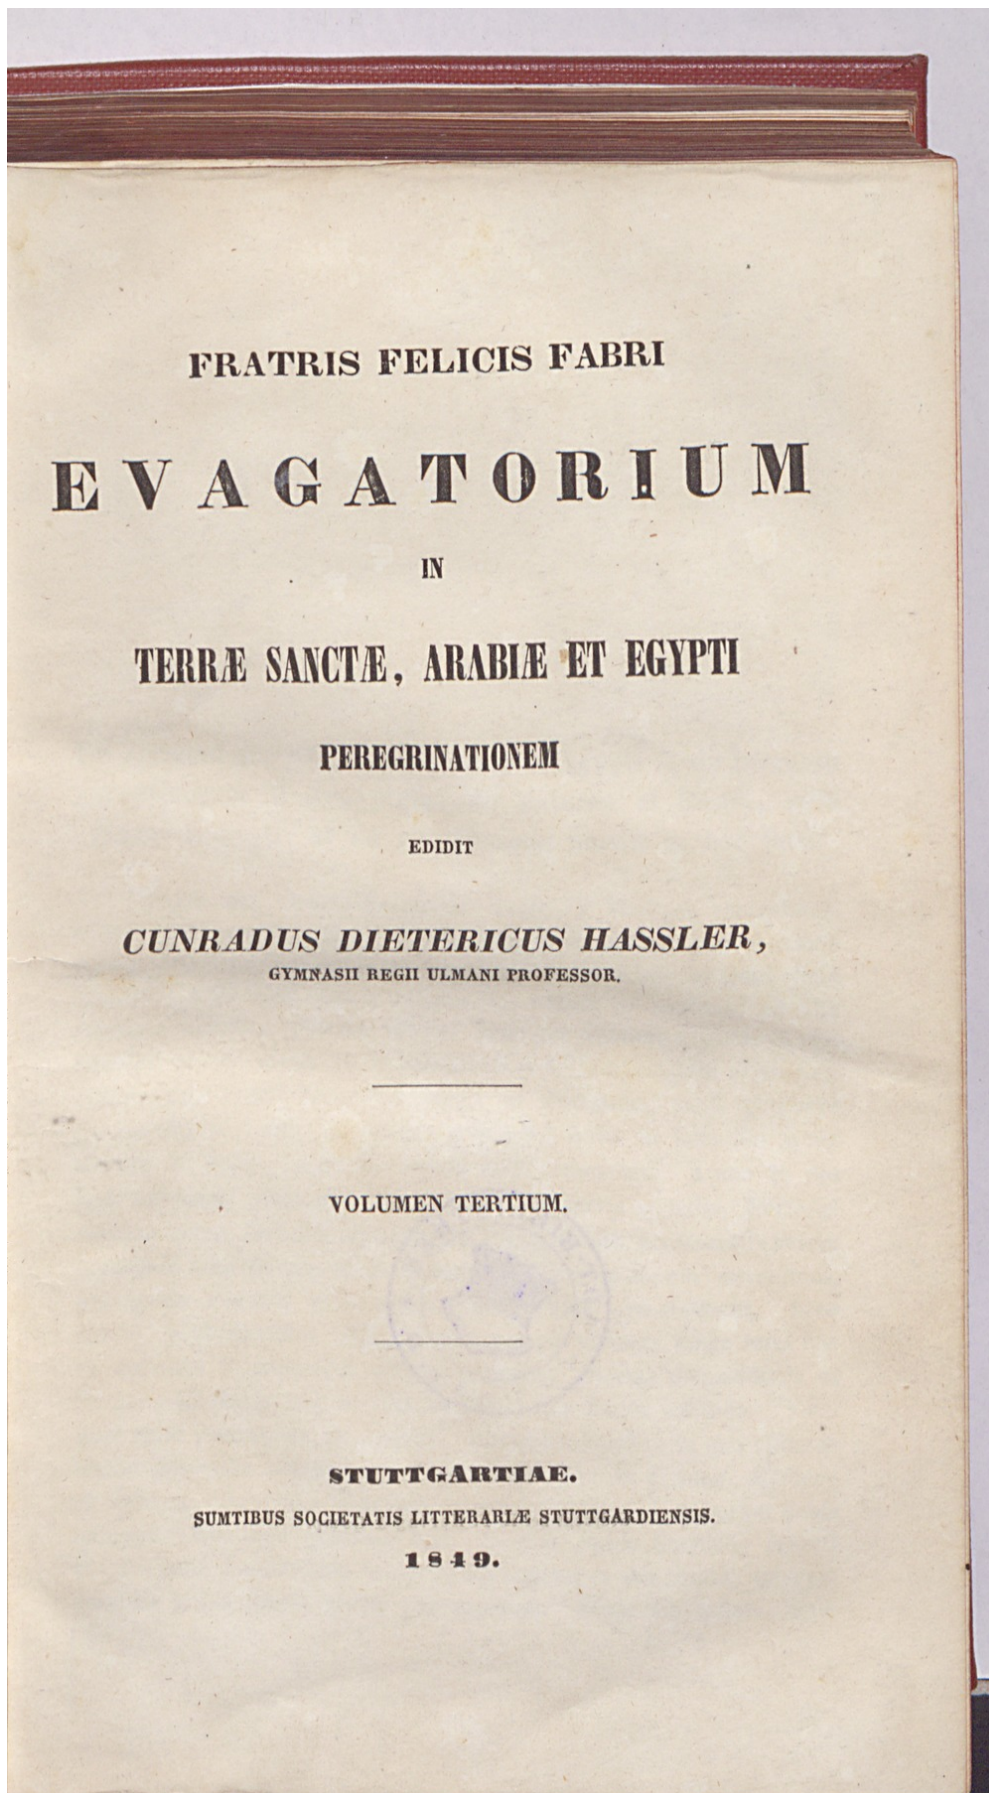 FRATRIS FELICIS FABRI
EVAGATORIUM
IN
TERRÆ SANCTÆ, ARABIÆ ET EGYPTI
PEREGRINATIONEM
EDIDIT
CUNRADUS DIETERICUS HASSLER,
GYMNASII REGII ULMANI PROFESSOR.
VOLUMEN TERTIUM.
STUTTGARTIAE.
SUMTIBUS SOCIETATIS LITTERARIÆ STUTTGARDIENSIS.
1849.